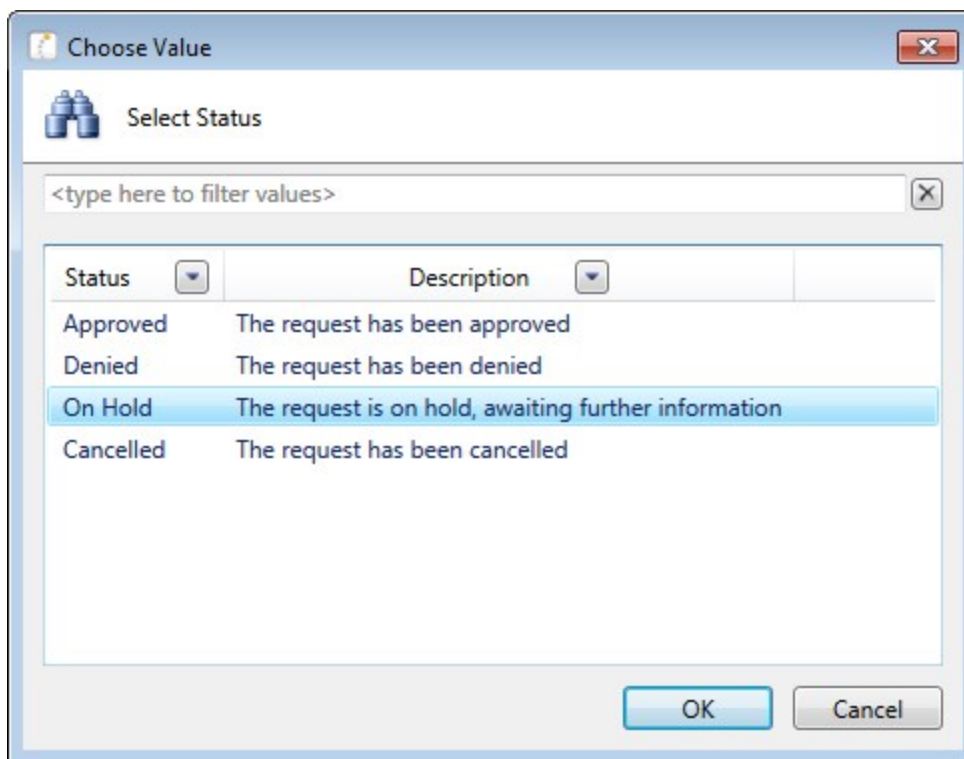 Choose Value
Select Status
<type here to filter values>
Status Description
Approved The request has been approved
Denied The request has been denied
On Hold The request is on hold, awaiting further information
Cancelled The request has been cancelled
OK Cancel